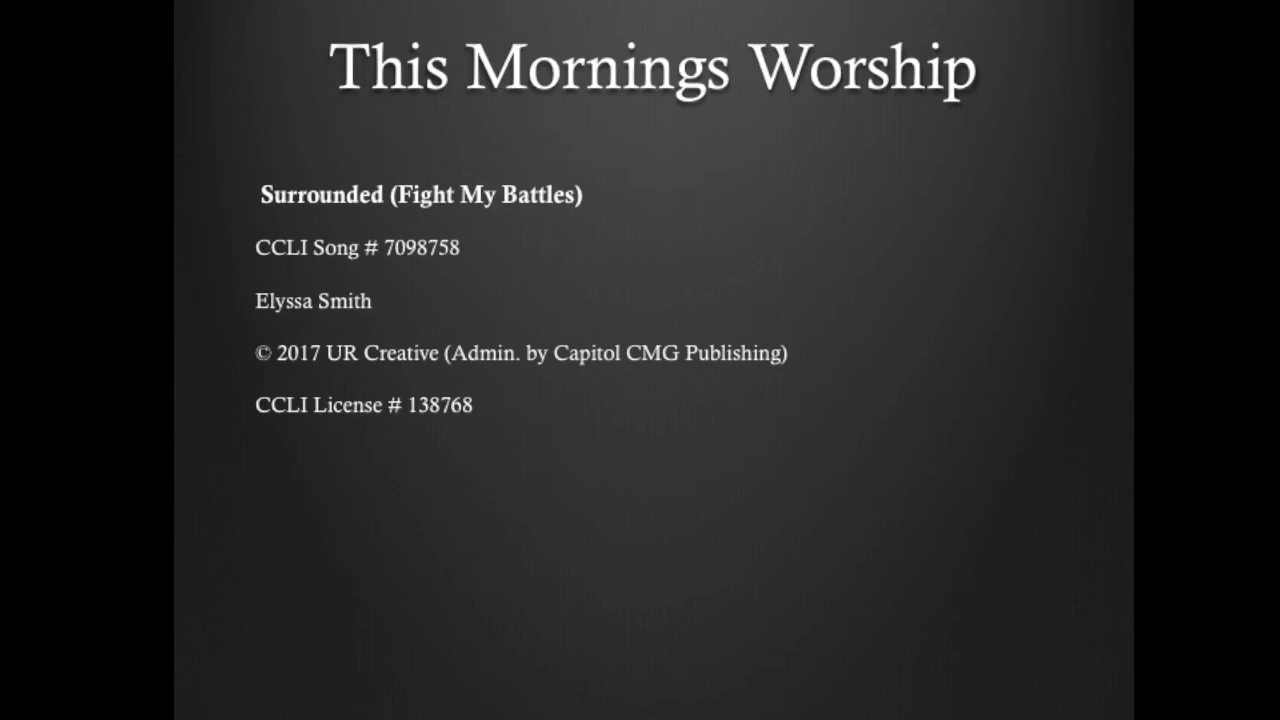 This Mornings Worship
Surrounded (Fight My Battles)
CCLI Song # 7098758
Elyssa Smith
© 2017 UR Creative (Admin. by Capitol CMG Publishing)
CCLI License # 138768